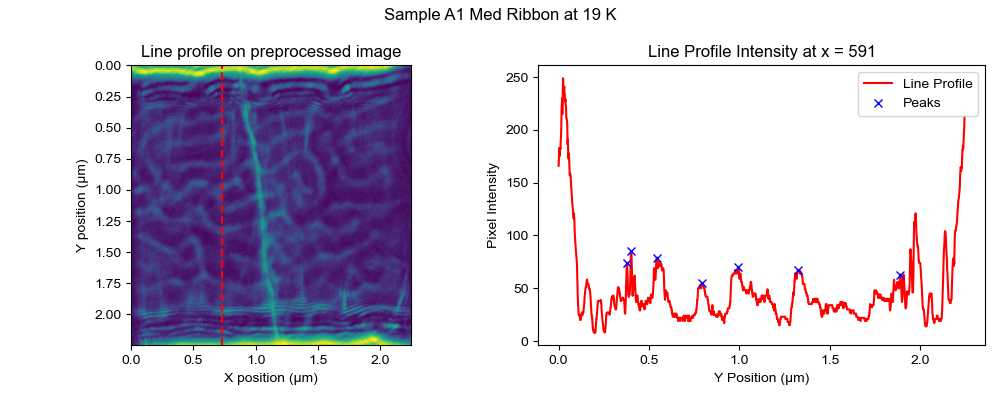 Sample A1 Med Ribbon at 19 K
Line profile on preprocessed image
0.00
0.25
0.50
0.75
1.00
1.25
1.50
1.75
2.00
Y position (µm)
0.0
0.5
1.0
1.5
2.0
X position (µm)
Line Profile Intensity at x = 591
250
200
150
100
50
0
Pixel Intensity
Line Profile
Peaks
0.0
0.5
1.0
1.5
2.0
Y Position (µm)